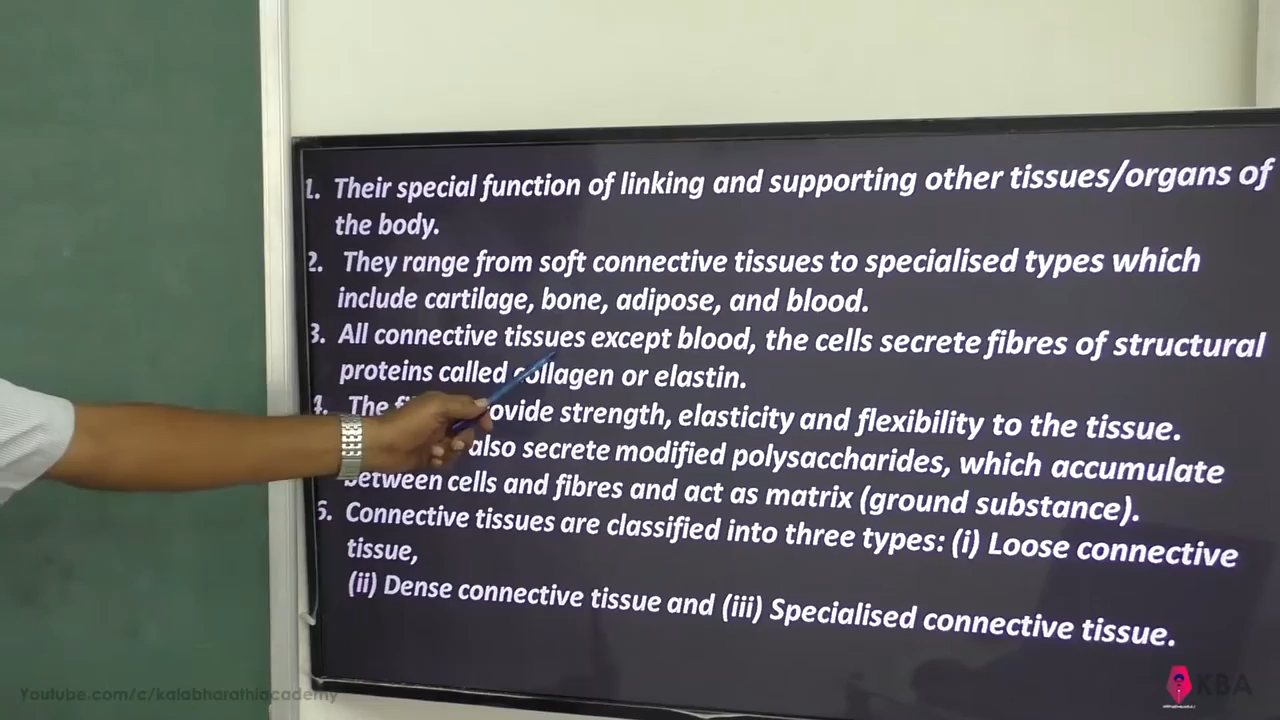 1. Their special function of linking and supporting other tissues/organs of
the body.
2. They range from soft connective tissues to specialised types which
include cartilage, bone, adipose, and blood.
3. All connective tissues except blood, the cells secrete fibres of structural
proteins called collagen or elastin.
4. The provide strength, elasticity and flexibility to the tissue.
also secrete modified polysaccharides, which accumulate
between cells and fibres and act as matrix (ground substance).
5. Connective tissues are classified into three types: (i) Loose connective
tissue,
(ii) Dense connective tissue and (iii) Specialised connective tissue.
Youtube.com/c/kalabharathiacademy
KBA